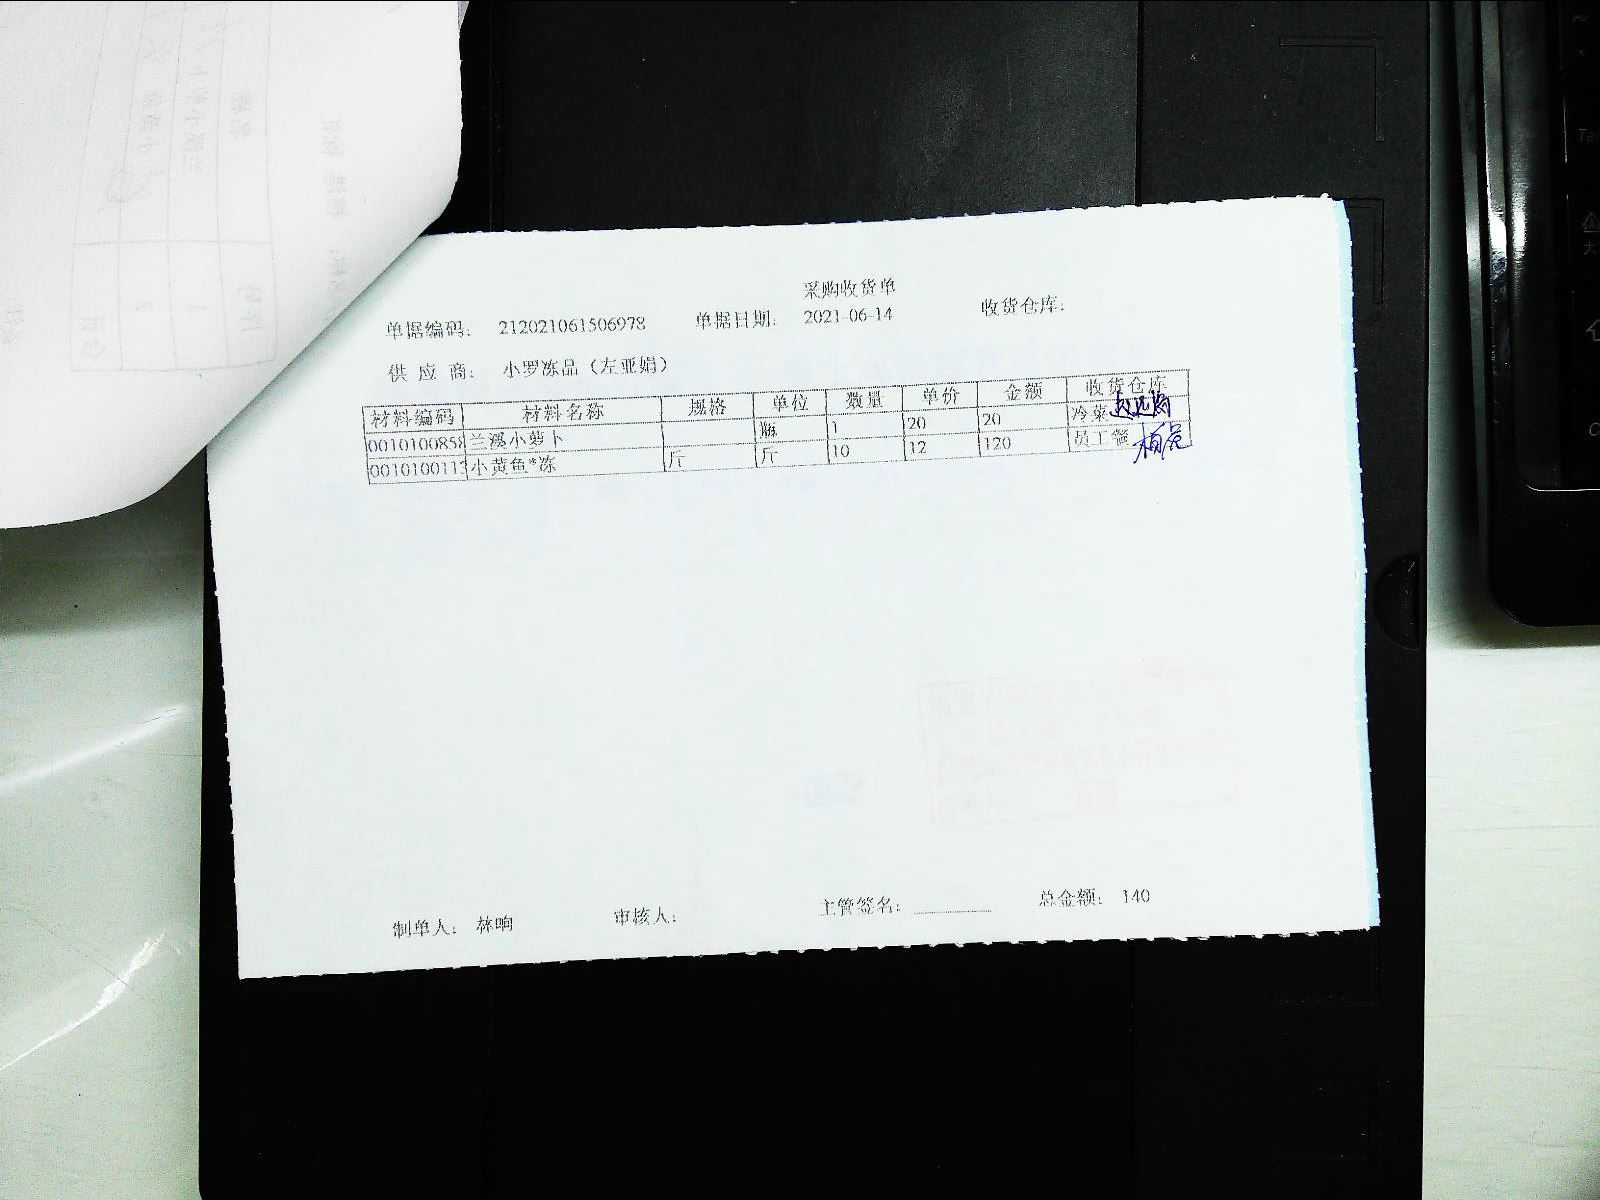 采购收货单
单据编码: 212021061506978 单据日期: 2021-06-14 收货仓库:
供 应 商: 小罗冻品（左亚娟）
材料编码 材料名称 规格 单位 数量 单价 金额 收货仓库
0010100858 兰溪小萝卜 瓶 1 20 20 冷菜
0010100113 小黄鱼*冻 斤 斤 10 12 120 员工餐
制单人: 林响 审核人: 主管签名: 总金额: 140